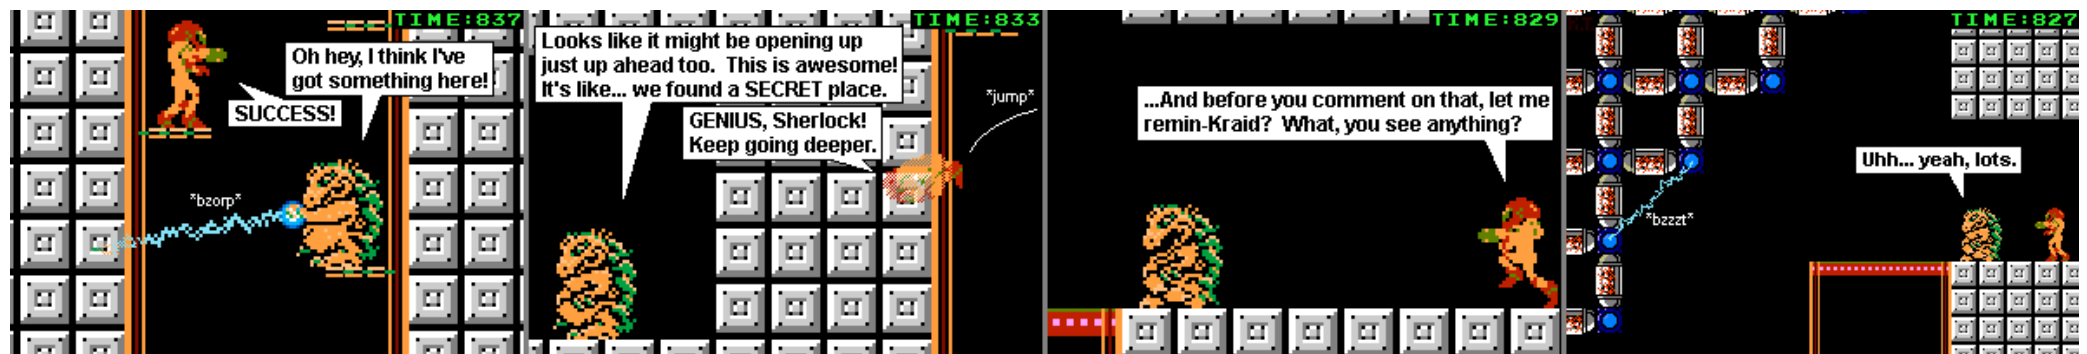 TIME:837
Oh hey, I think I've
got something here!
SUCCESS!
*bzorp*
TIME:833
Looks like it might be opening up
just up ahead too. This is awesome!
It's like... we found a SECRET place.
GENIUS, Sherlock!
Keep going deeper.
*jump*
TIME:829
...And before you comment on that, let me
remin-Kraid? What, you see anything?
TIME:827
Uhh... yeah, lots.
*bzzzt*